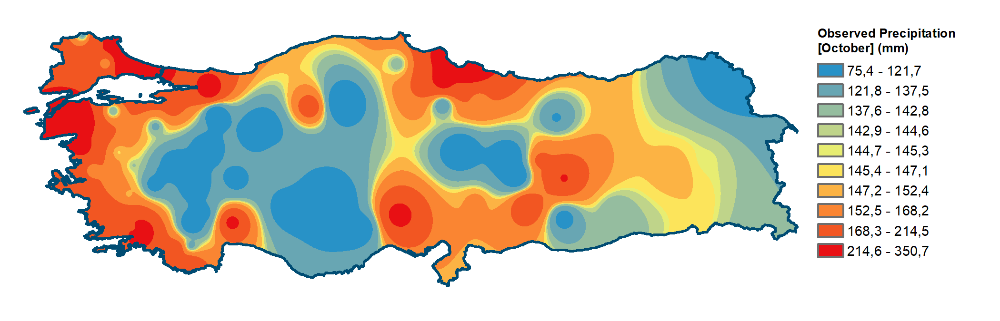 Observed Precipitation
[October] (mm)
75,4 - 121,7
121,8 - 137,5
137,6 - 142,8
142,9 - 144,6
144,7 - 145,3
145,4 - 147,1
147,2 - 152,4
152,5 - 168,2
168,3 - 214,5
214,6 - 350,7